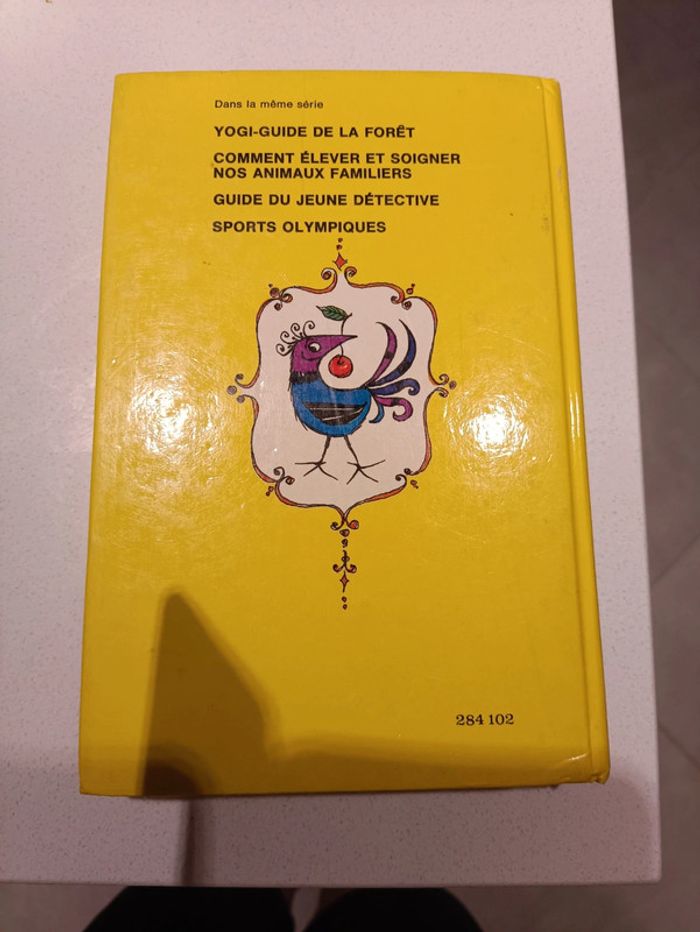 Dans la même série
YOGI-GUIDE DE LA FORÊT
COMMENT ÉLEVER ET SOIGNER
NOS ANIMAUX FAMILIERS
GUIDE DU JEUNE DÉTECTIVE
SPORTS OLYMPIQUES
284 102